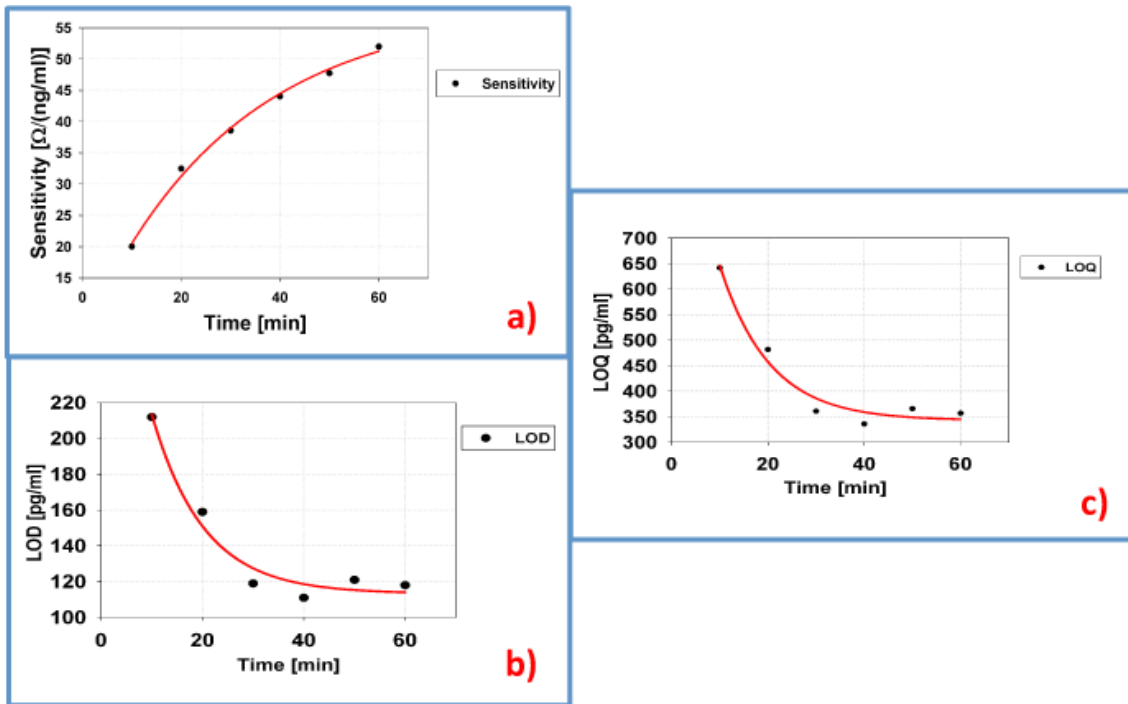 55
50
45
40
35
30
25
20
15
Sensitivity [Ω/(ng/ml)]
0 20 40 60
Time [min]
Sensitivity
a)
220
200
180
160
140
120
100
LOD [pg/ml]
0 20 40 60
Time [min]
LOD
b)
700
650
600
550
500
450
400
350
300
LOQ [pg/ml]
0 20 40 60
Time [min]
LOQ
c)